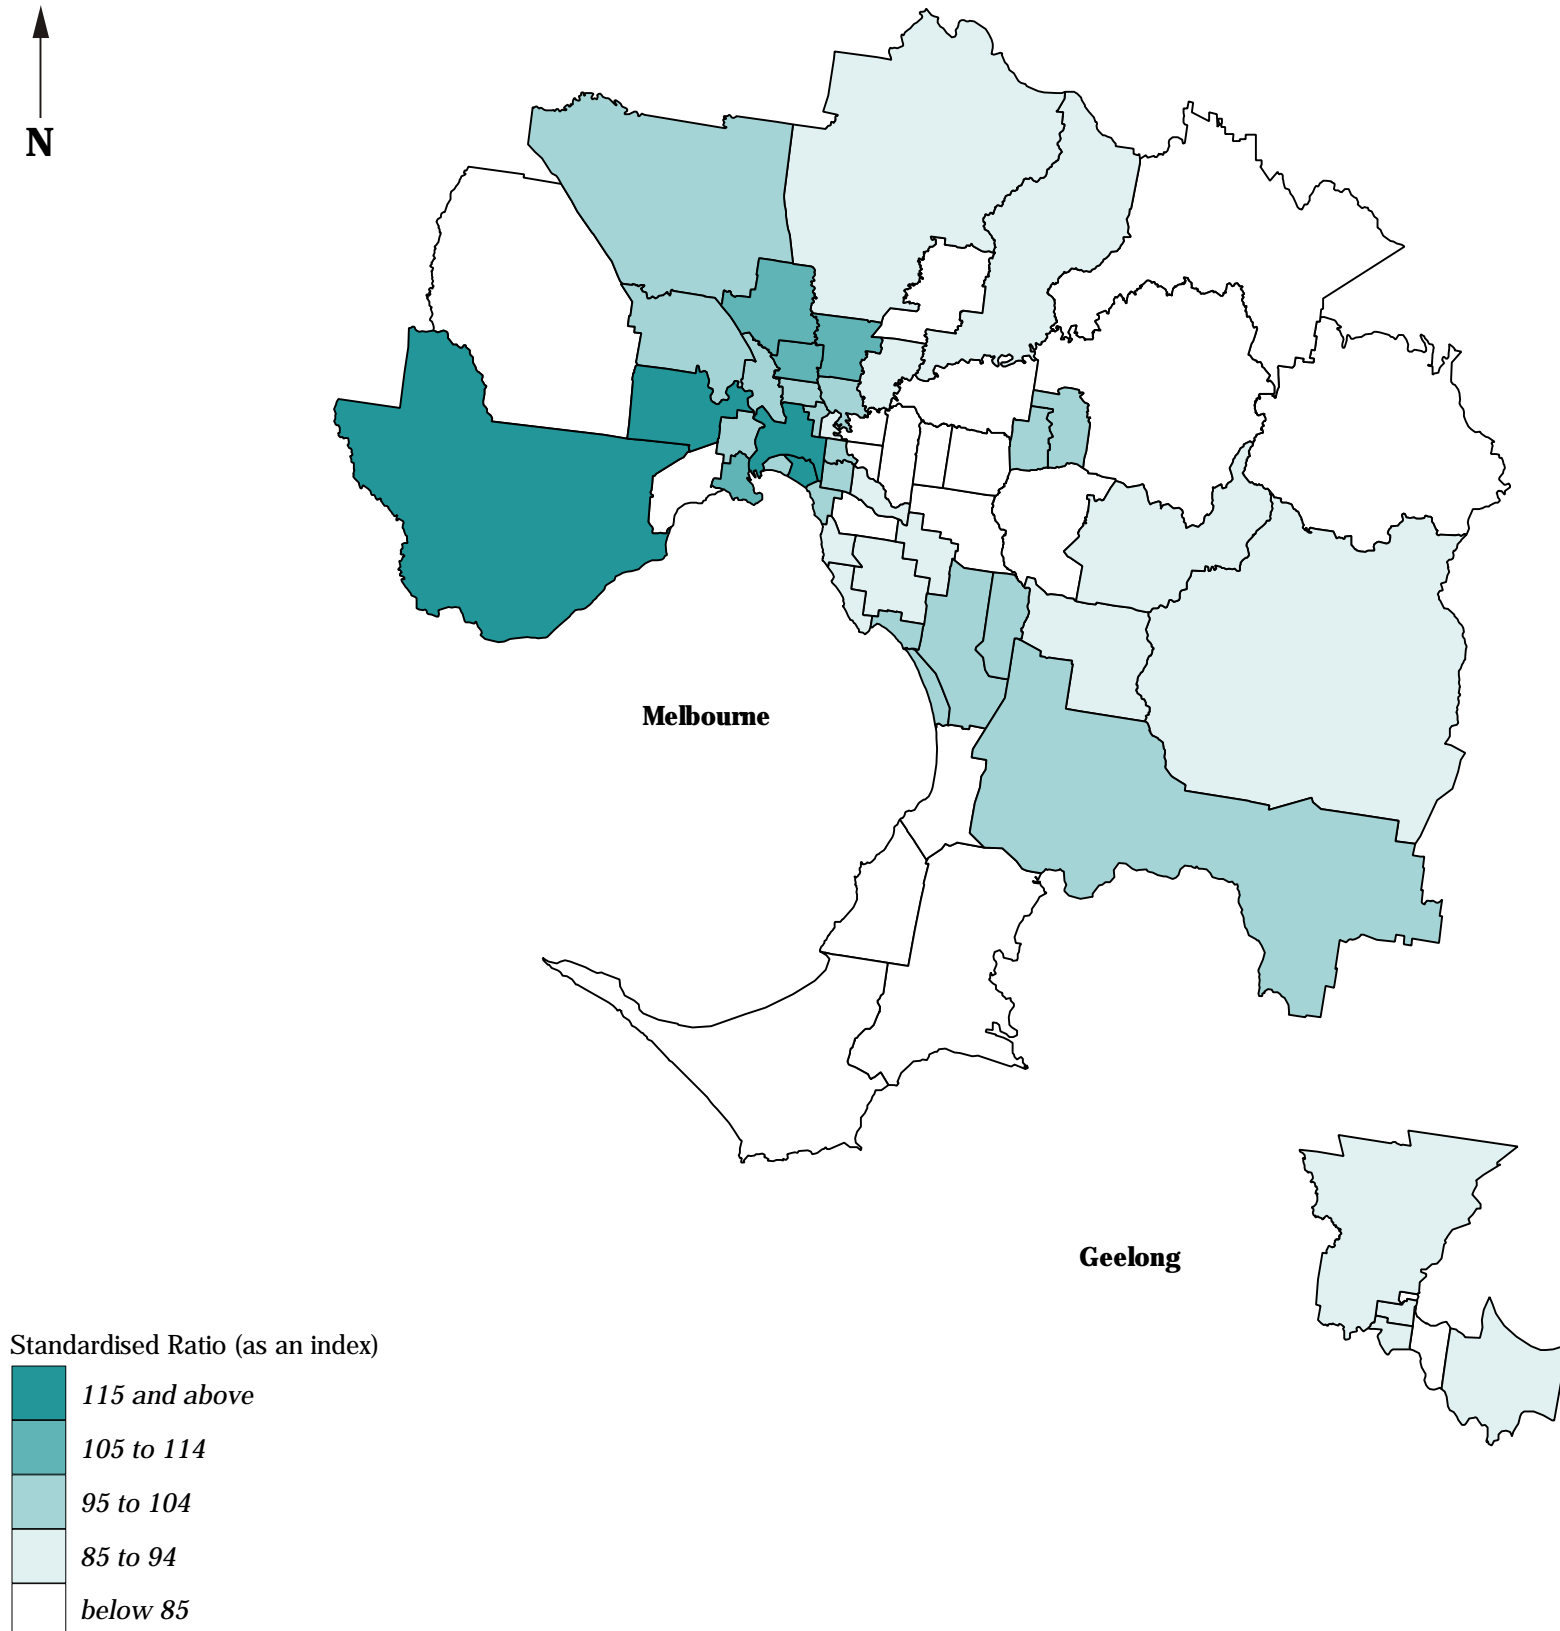 N
Melbourne
Geelong
Standardised Ratio (as an index)
115 and above
105 to 114
95 to 104
85 to 94
below 85